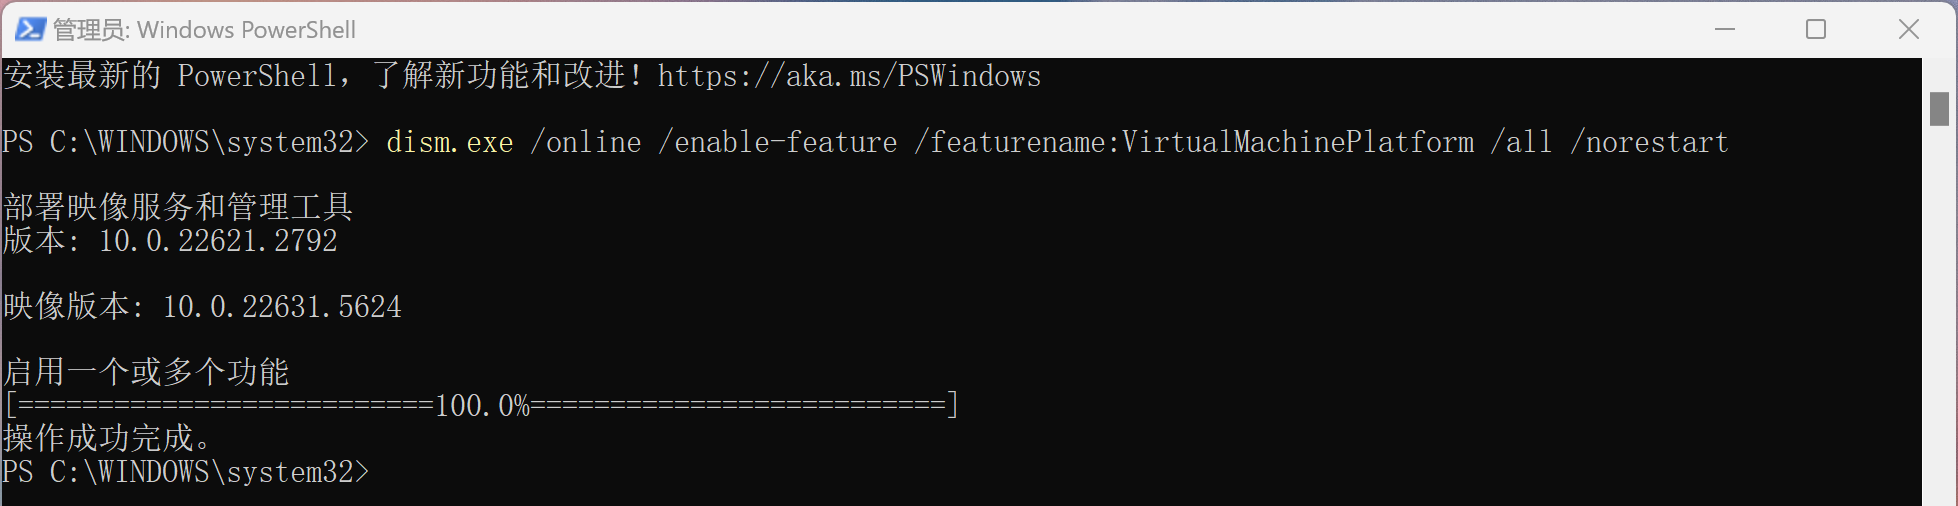 管理员: Windows PowerShell
安装最新的 PowerShell，了解新功能和改进！https://aka.ms/PSWindows
PS C:\WINDOWS\system32> dism.exe /online /enable-feature /featurename:VirtualMachinePlatform /all /norestart
部署映像服务和管理工具
版本: 10.0.22621.2792
映像版本: 10.0.22631.5624
启用一个或多个功能
[==========================100.0%==========================]
操作成功完成。
PS C:\WINDOWS\system32>